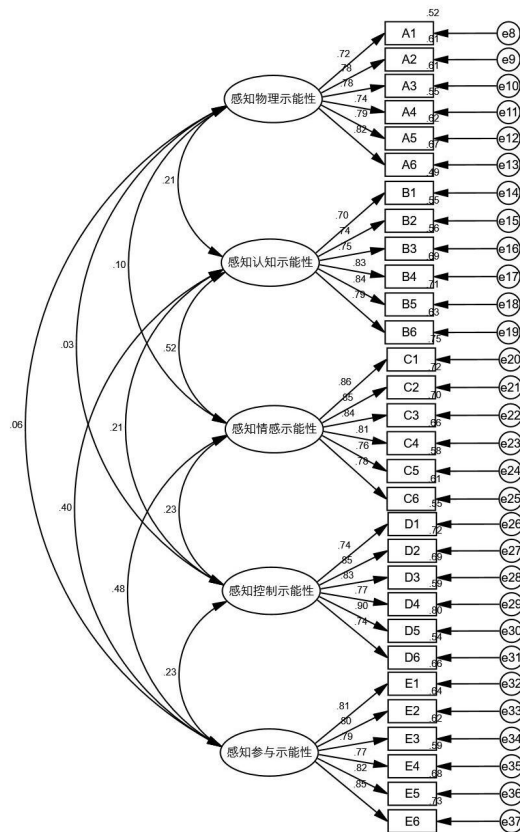 .52
A1
e8
.72
.61
A2
e9
.78
.61
A3
e10
.78
.55
感知物理示能性
A4
e11
.74
.62
A5
e12
.79
.67
A6
e13
.82
.49
.21
B1
e14
.70
.55
B2
e15
.74
.56
B3
e16
.75
.69
感知认知示能性
B4
e17
.83
.71
B5
e18
.84
.63
B6
e19
.79
.75
.10
.52
.03
C1
e20
.86
.72
C2
e21
.85
.70
C3
e22
.84
.66
感知情感示能性
C4
e23
.81
.58
C5
e24
.76
.61
C6
e25
.78
.55
.06
.21
.40
.23
D1
e26
.74
.72
D2
e27
.85
.69
D3
e28
.83
.59
感知控制示能性
D4
e29
.77
.80
D5
e30
.90
.54
D6
e31
.74
.66
.48
.23
E1
e32
.81
.64
E2
e33
.80
.62
E3
e34
.79
.59
感知参与示能性
E4
e35
.77
.68
E5
e36
.82
.73
E6
e37
.85